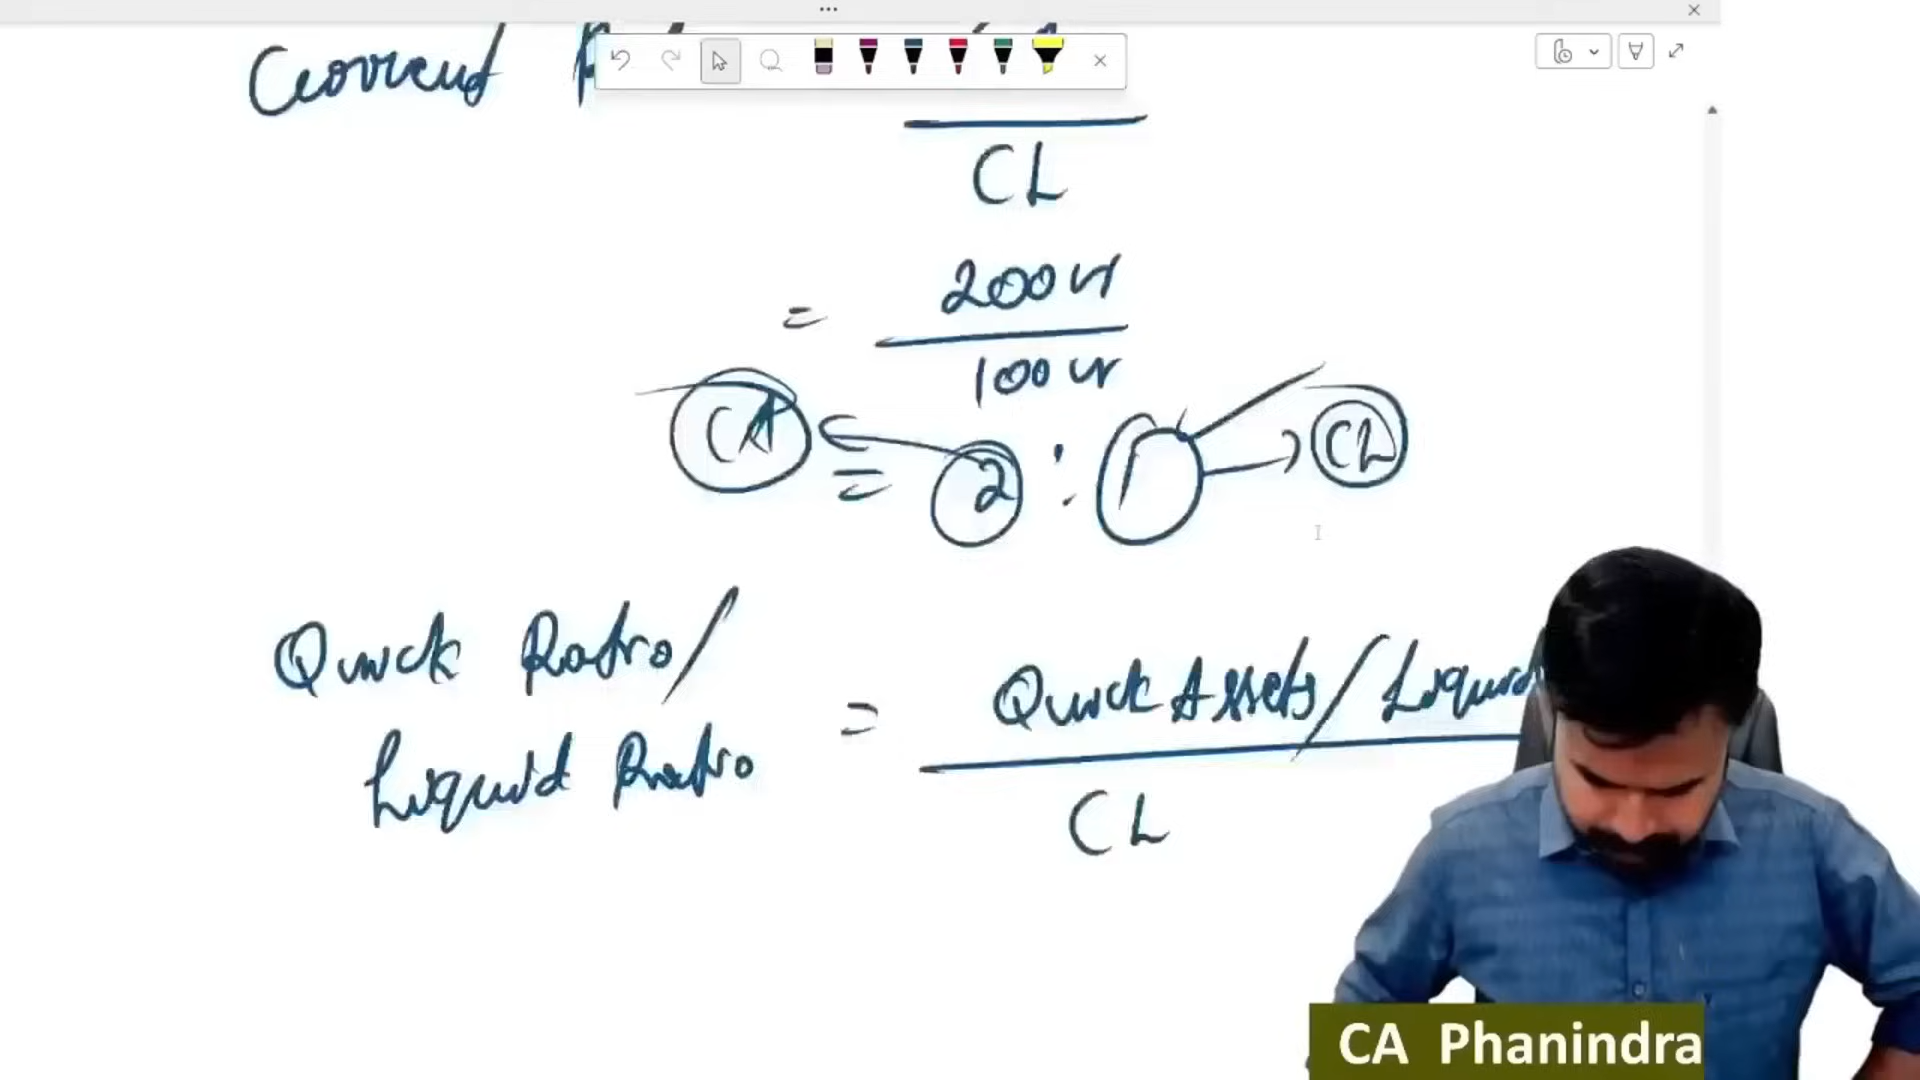 Current
CL
= 200 cr
100 cr
CA = 2 : 1 CL
Quick Ratio/
Liquid Ratio
= Quick Assets/Liquid
CL
CA Phanindra